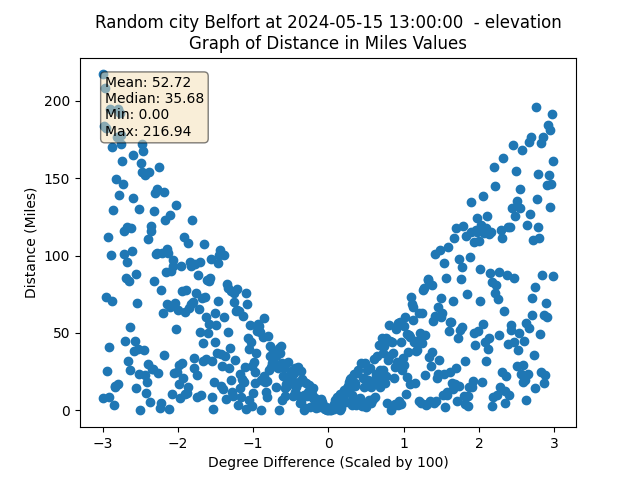 Random city Belfort at 2024-05-15 13:00:00 - elevation
Graph of Distance in Miles Values
Mean: 52.72
Median: 35.68
Min: 0.00
Max: 216.94
Distance (Miles)
200
150
100
50
0
−3 −2 −1 0 1 2 3
Degree Difference (Scaled by 100)